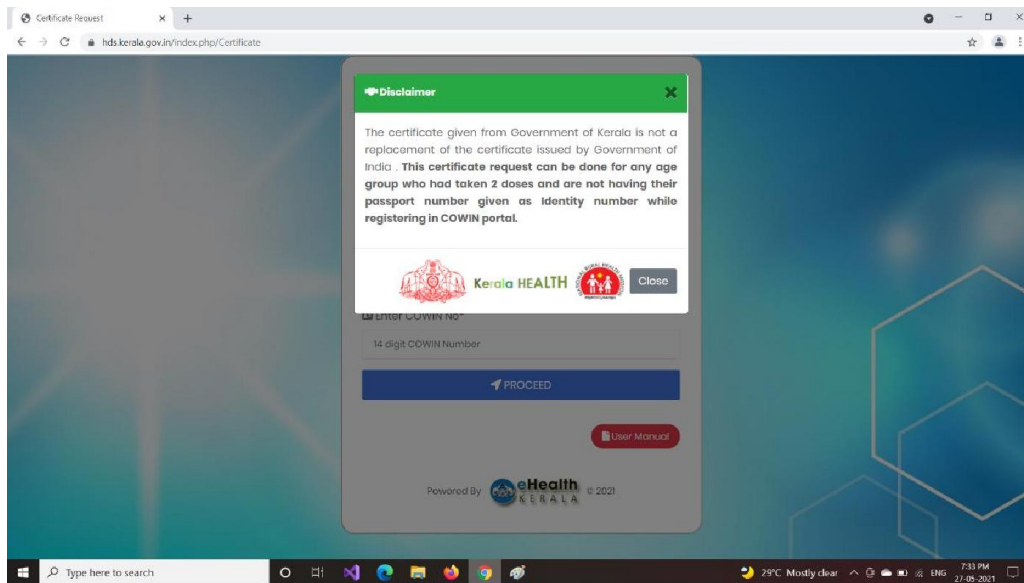 Certificate Request
hds.kerala.gov.in/index.php/Certificate
Disclaimer
The certificate given from Government of Kerala is not a
replacement of the certificate issued by Government of
India . This certificate request can be done for any age
group who had taken 2 doses and are not having their
passport number given as Identity number while
registering in COWIN portal.
Kerala HEALTH
Close
Enter COWIN No*
14 digit COWIN Number
PROCEED
User Manual
Powered By eHealth KERALA © 2021
Type here to search
29°C Mostly clear
ENG
7:33 PM
27-05-2021